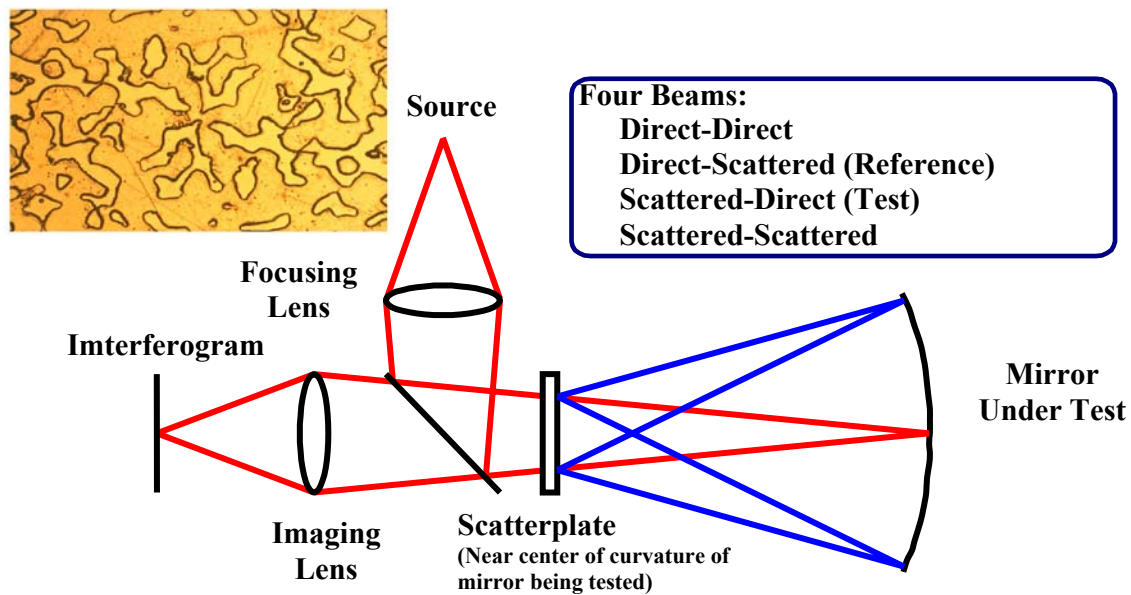 Source
Four Beams:
Direct-Direct
Direct-Scattered (Reference)
Scattered-Direct (Test)
Scattered-Scattered
Focusing
Lens
Imterferogram
Mirror
Under Test
Imaging
Lens
Scatterplate
(Near center of curvature of
mirror being tested)